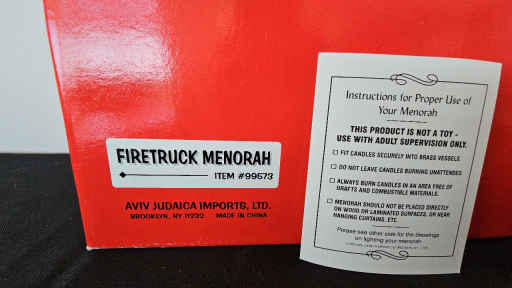 FIRETRUCK MENORAH
ITEM #99573
AVIV JUDAICA IMPORTS, LTD.
BROOKLYN, NY 11232 MADE IN CHINA
Instructions for Proper Use of
Your Menorah
THIS PRODUCT IS NOT A TOY -
USE WITH ADULT SUPERVISION ONLY.
FIT CANDLES SECURELY INTO BRASS VESSELS
DO NOT LEAVE CANDLES BURNING UNATTENDED
ALWAYS BURN CANDLES IN AN AREA FREE OF
DRAFTS AND COMBUSTIBLE MATERIALS.
MENORAH SHOULD NOT BE PLACED DIRECTLY
ON WOOD OR LAMINATED SURFACES, OR NEAR
HANGING CURTAINS, ETC.
Please see other side for the blessings
on lighting your menorah